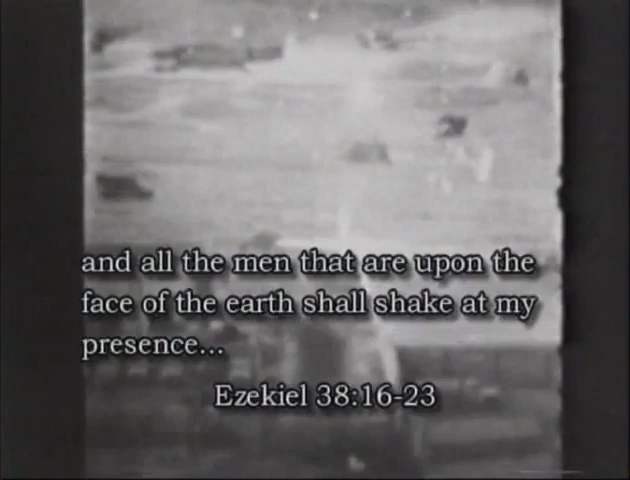 and all the men that are upon the
face of the earth shall shake at my
presence...
Ezekiel 38:16-23